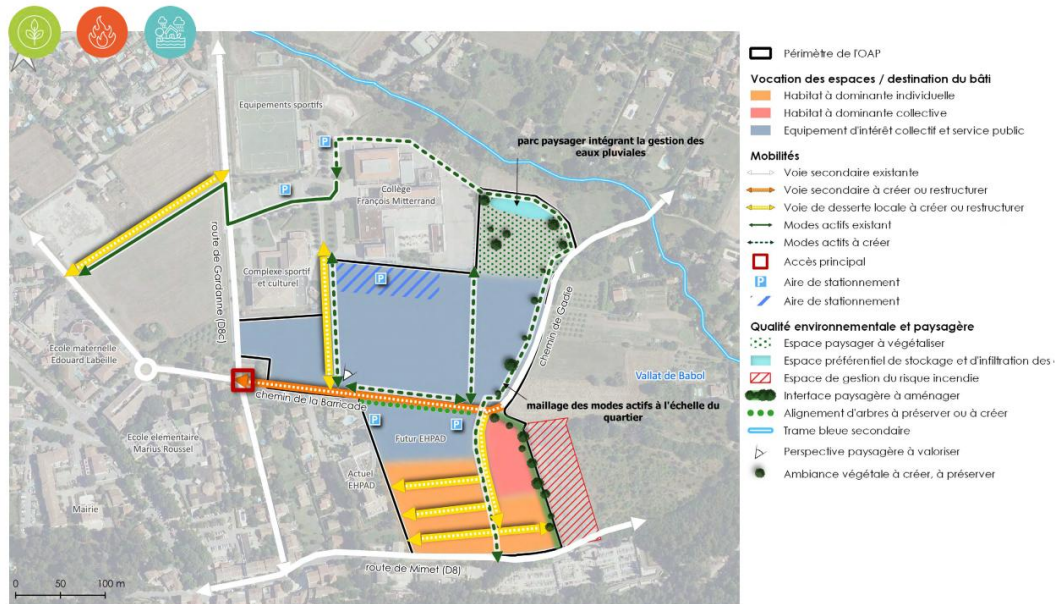 Equipements sportifs
P
parc paysager intégrant la gestion des
eaux pluviales
P
Collège
François Mitterrand
route de Gardanne (D8c)
Complexe sportif
et culturel
P
chemin de Gadie
Ecole maternelle
Edouard Labeille
Vallat de Babol
chemin de la Barricade
maillage des modes actifs à l'échelle du
quartier
P
P
Futur EHPAD
Ecole elementaire
Marius Roussel
Actuel
EHPAD
Mairie
route de Mimet (D8)
0 50 100 m
Périmètre de l'OAP
Vocation des espaces / destination du bâti
Habitat à dominante individuelle
Habitat à dominante collective
Equipement d'intérêt collectif et service public
Mobilités
Voie secondaire existante
Voie secondaire à créer ou restructurer
Voie de desserte locale à créer ou restructurer
Modes actifs existant
Modes actifs à créer
Accès principal
P Aire de stationnement
Aire de stationnement
Qualité environnementale et paysagère
Espace paysager à végétaliser
Espace préférentiel de stockage et d'infiltration des
Espace de gestion du risque incendie
Interface paysagère à aménager
Alignement d'arbres à préserver ou à créer
Trame bleue secondaire
Perspective paysagère à valoriser
Ambiance végétale à créer, à préserver